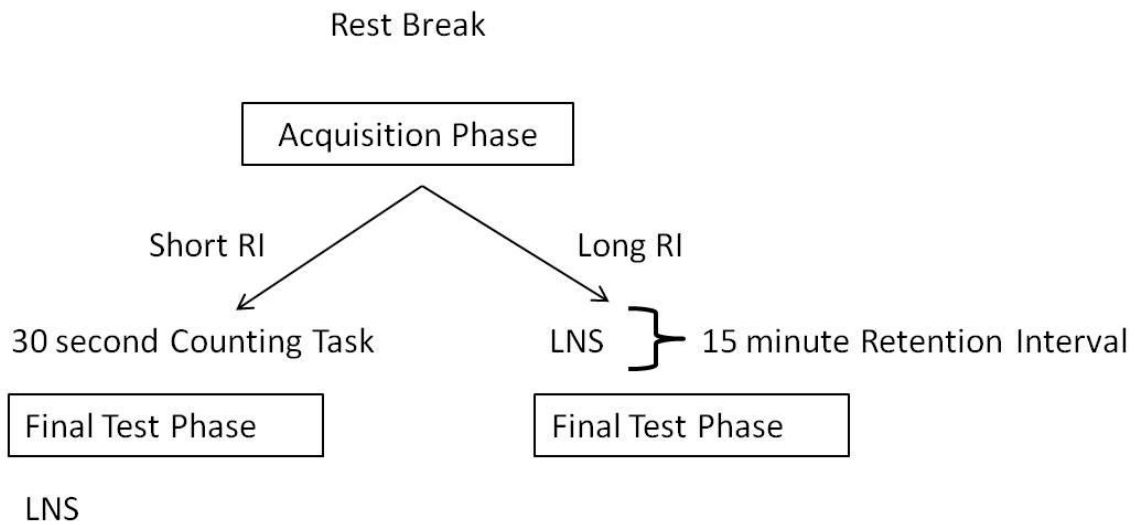 Rest Break
Acquisition Phase
Short RI
Long RI
30 second Counting Task
LNS
15 minute Retention Interval
Final Test Phase
Final Test Phase
LNS